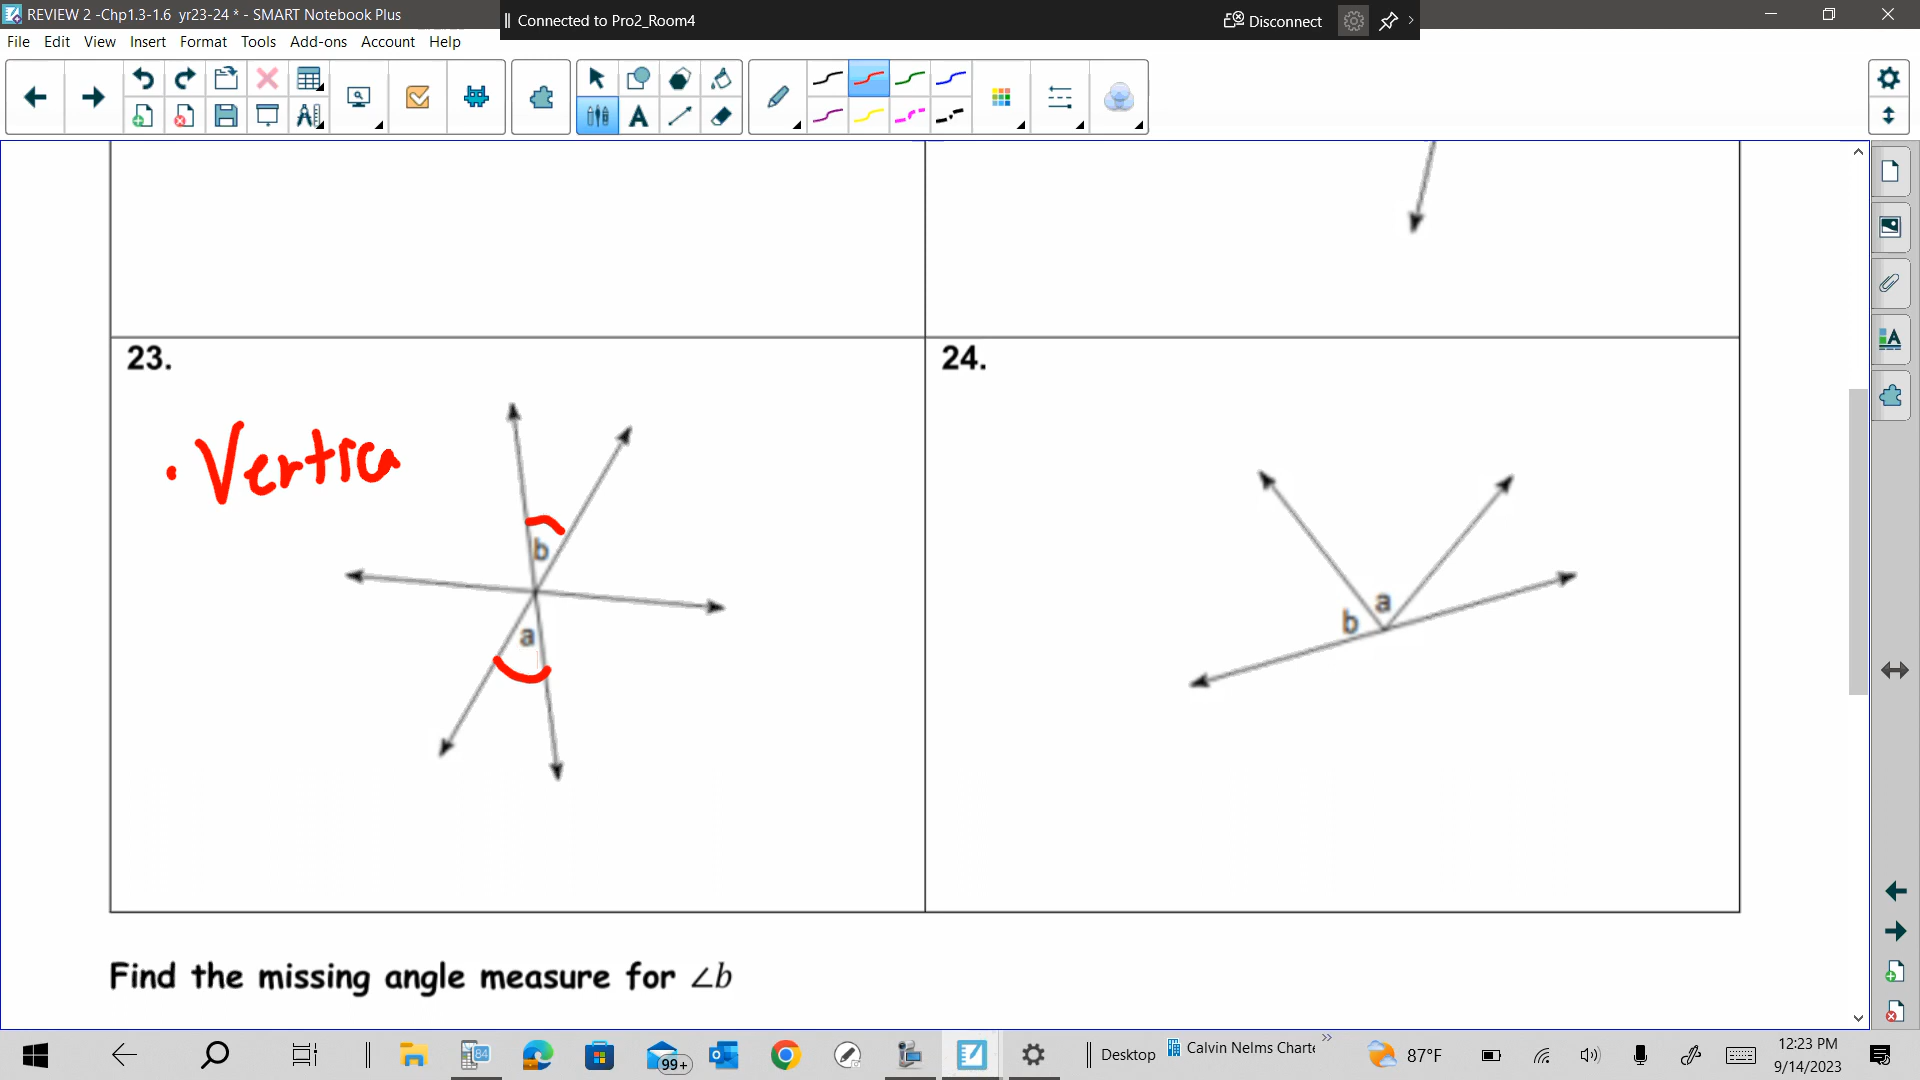 REVIEW 2 -Chp1.3-1.6 yr23-24 * - SMART Notebook Plus
Connected to Pro2_Room4
Disconnect
File Edit View Insert Format Tools Add-ons Account Help
23.
24.
• Vertica
b
a
a
b
Find the missing angle measure for ∠b
84
99+
Desktop
Calvin Nelms Charte
87°F
12:23 PM
9/14/2023